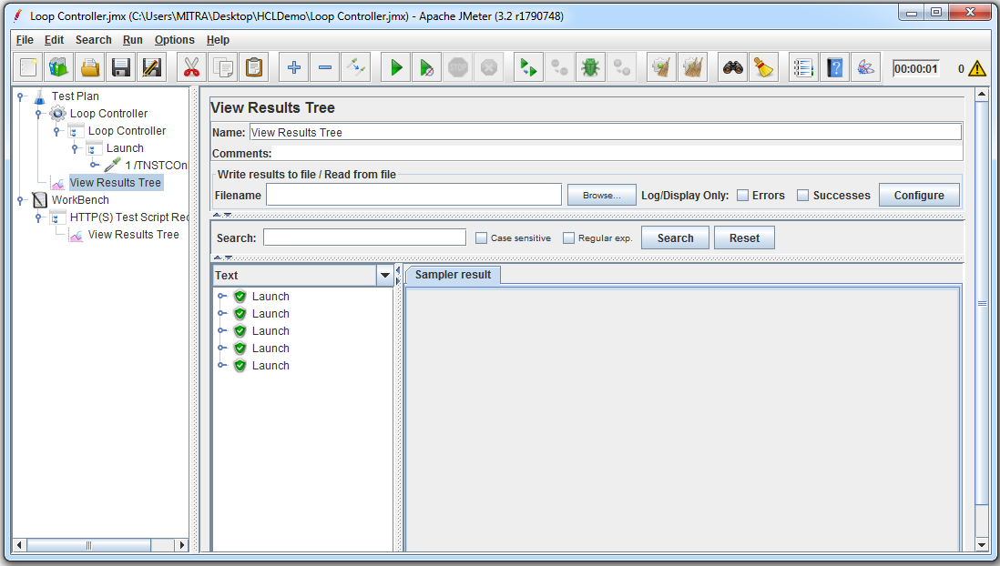 Loop Controller.jmx (C:\Users\MITRA\Desktop\HCLDemo\Loop Controller.jmx) - Apache JMeter (3.2 r1790748)
File Edit Search Run Options Help
STOP
00:00:01 0
Test Plan
Loop Controller
Loop Controller
Launch
1 /TNSTCOn
View Results Tree
WorkBench
HTTP(S) Test Script Rec
View Results Tree
View Results Tree
Name: View Results Tree
Comments:
Write results to file / Read from file
Filename Browse... Log/Display Only: Errors Successes Configure
Search: Case sensitive Regular exp. Search Reset
Text
Launch
Launch
Launch
Launch
Launch
Sampler result